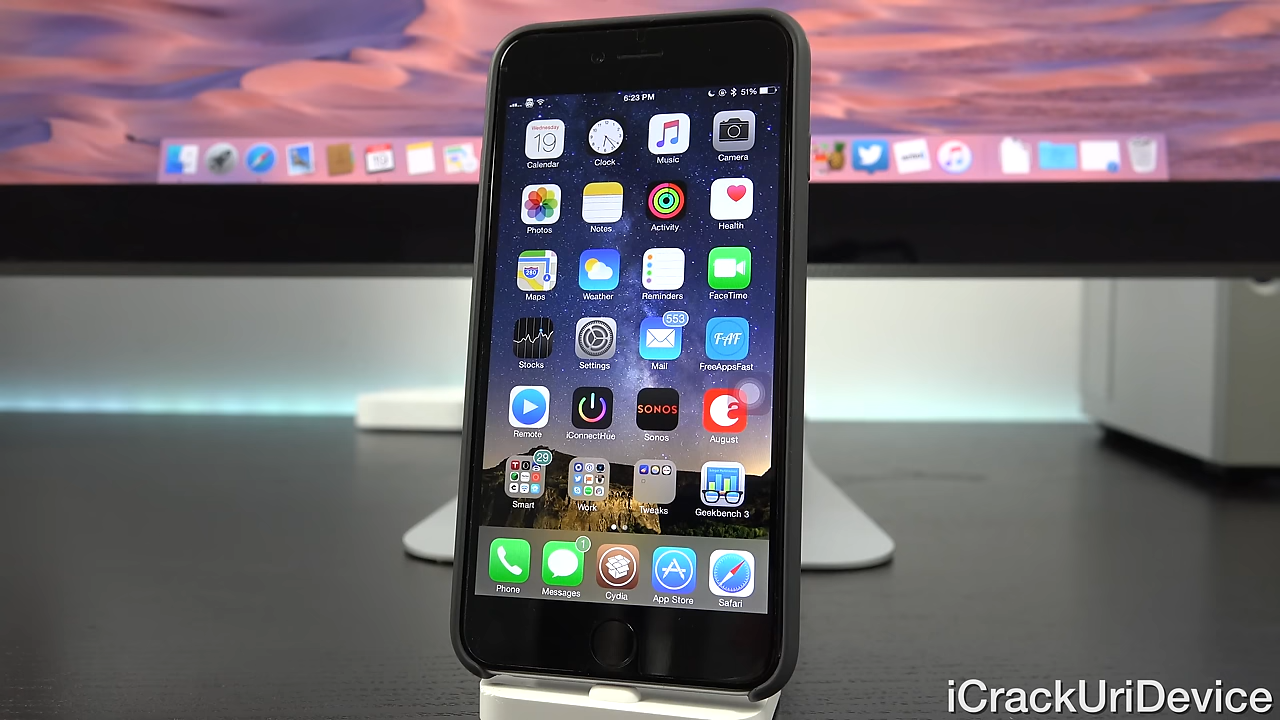 6:23 PM
51%
Wednesday
19
Calendar
Clock
Music
Camera
Photos
Notes
Activity
Health
280
Maps
Weather
Reminders
FaceTime
553
FAF
Stocks
Settings
Mail
FreeAppsFast
SONOS
Remote
iConnectHue
Sonos
August
29
Smart
Work
Tweaks
Geekbench 3
1
Phone
Messages
Cydia
App Store
Safari
iCrackUriDevice